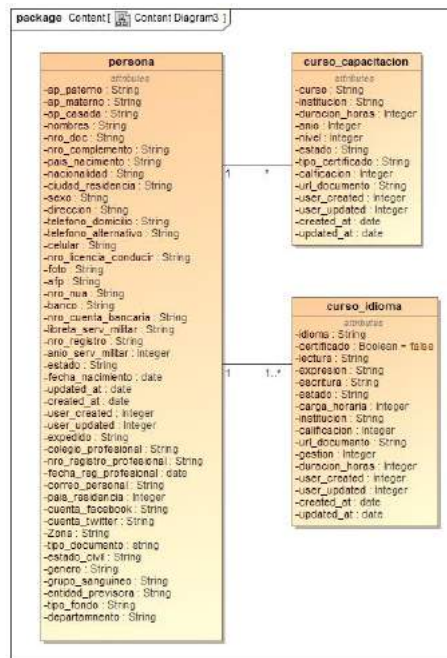 package Content [ Content Diagram3 ]
persona
attributes
-ap_paterno : String
-ap_materno : String
-ap_casada : String
-nombres : String
-nro_doc : String
-nro_complemento : String
-pais_nacimiento : String
-nacionalidad : String
-ciudad_residencia : String
-sexo : String
-direccion : String
-telefono_domicilio : String
-telefono_alternativo : String
-celular : String
-nro_licencia_conducir : String
-foto : String
-afp : String
-nro_nua : String
-banco : String
-nro_cuenta_bancaria : String
-libreta_serv_militar : String
-nro_registro : String
-anio_serv_militar : Integer
-estado : String
-fecha_nacimiento : date
-updated_at : date
-created_at : date
-user_created : Integer
-user_updated : Integer
-expedido : String
-colegio_profesional : String
-nro_registro_profesional : String
-fecha_reg_profesional : date
-correo_personal : String
-pais_residencia : Integer
-cuenta_facebook : String
-cuenta_twitter : String
-Zona : String
-tipo_documento : string
-estado_civil : String
-genero : String
-grupo_sanguineo : String
-entidad_previsora : String
-tipo_fondo : String
-departamnento : String
1 *
1 1..*
curso_capacitacion
attributes
-curso : String
-institucion : String
-duracion_horas : Integer
-anio : Integer
-nivel : Integer
-estado : String
-tipo_certificado : String
-calficacion : Integer
-url_documento : String
-user_created : Integer
-user_updated : Integer
-created_at : date
-updated_at : date
curso_idioma
attributes
-idioma : String
-certificado : Boolean = false
-lectura : String
-expresion : String
-escritura : String
-estado : String
-carga_horaria : Integer
-institucion : String
-calificacion : Integer
-url_documento : String
-gestion : Integer
-duracion_horas : Integer
-user_created : Integer
-user_updated : Integer
-created_at : date
-updated_at : date